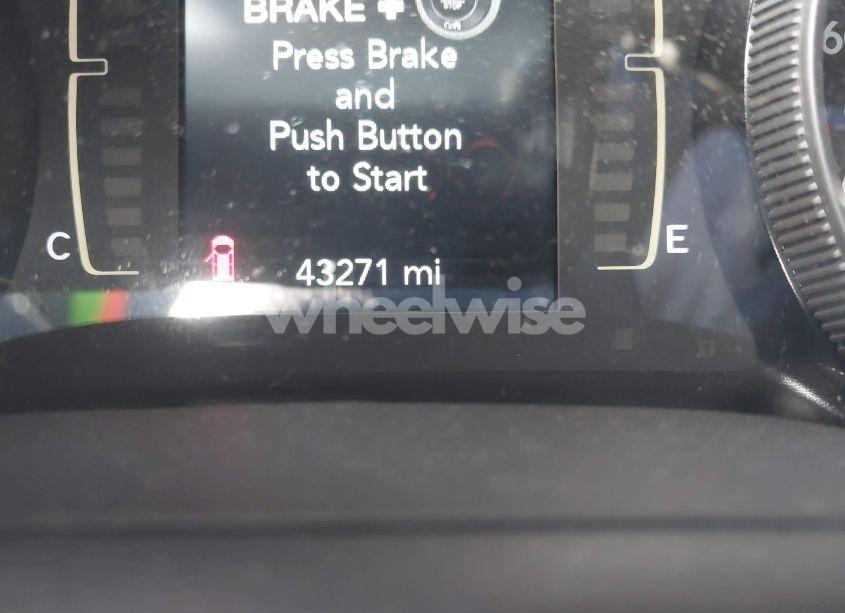 BRAKE +
Press Brake
and
Push Button
to Start
C
E
43271 mi
wheelwise